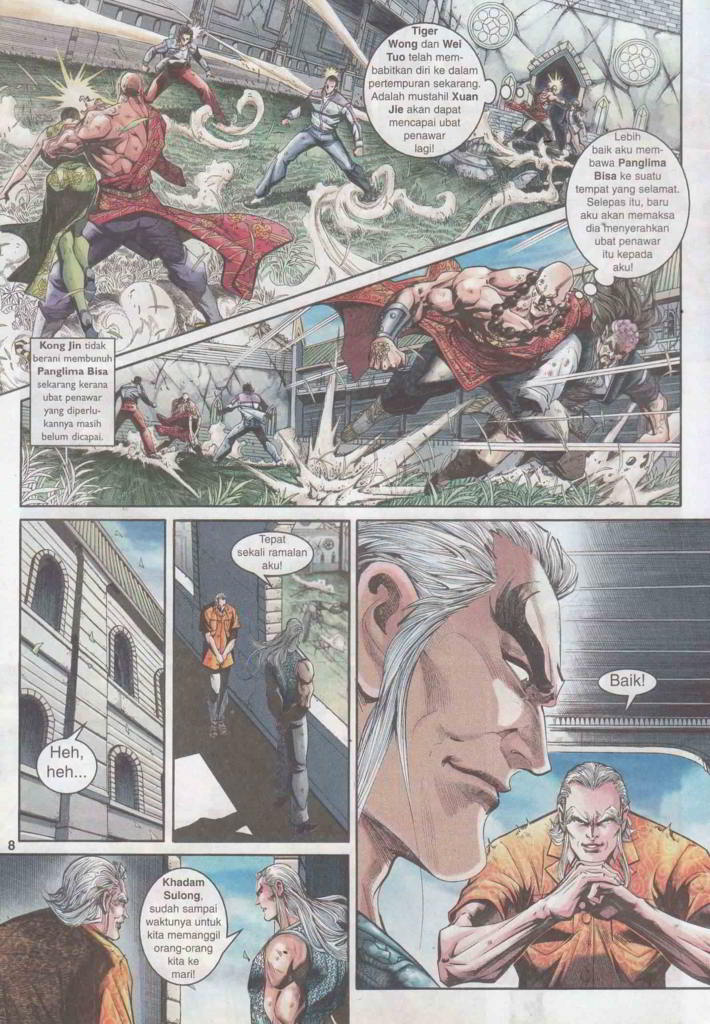 Tiger
Wong dan Wei
Tuo telah mem-
babitkan diri ke dalam
pertempuran sekarang.
Adalah mustahil Xuan
Jie akan dapat
mencapai ubat
penawar
lagi!
Lebih
baik aku mem-
bawa Panglima
Bisa ke suatu
tempat yang selamat.
Selepas itu, baru
aku akan memaksa
dia menyerahkan
ubat penawar
itu kepada
aku!
Kong Jin tidak
berani membunuh
Panglima Bisa
sekarang kerana
ubat penawar
yang diperlu-
kannya masih
belum dicapai.
Heh,
heh...
Tepat
sekali ramalan
aku!
Baik!
Khadam
Sulong,
sudah sampai
waktunya untuk
kita memanggil
orang-orang
kita ke
mari!
8